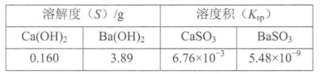 溶解度（S）/g 溶度积（Ksp）
Ca(OH)₂ Ba(OH)₂ CaSO₃ BaSO₃
0.160 3.89 6.76×10⁻³ 5.48×10⁻⁹